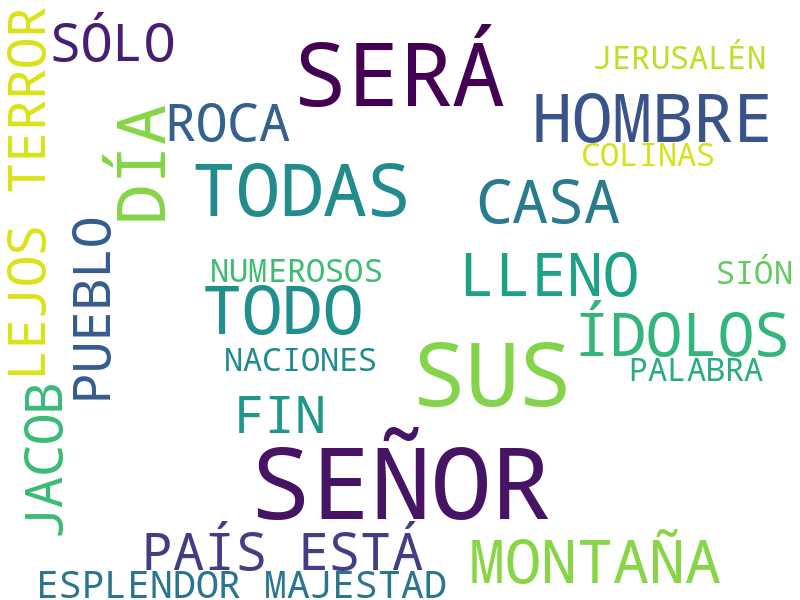 SÓLO
SERÁ
JERUSALÉN
LEJOS TERROR
DÍA
ROCA
HOMBRE
COLINAS
TODAS
CASA
PUEBLO
NUMEROSOS
LLENO
SIÓN
TODO
ÍDOLOS
NACIONES
SUS
PALABRA
JACOB
FIN
SEÑOR
PAÍS ESTÁ
MONTAÑA
ESPLENDOR MAJESTAD